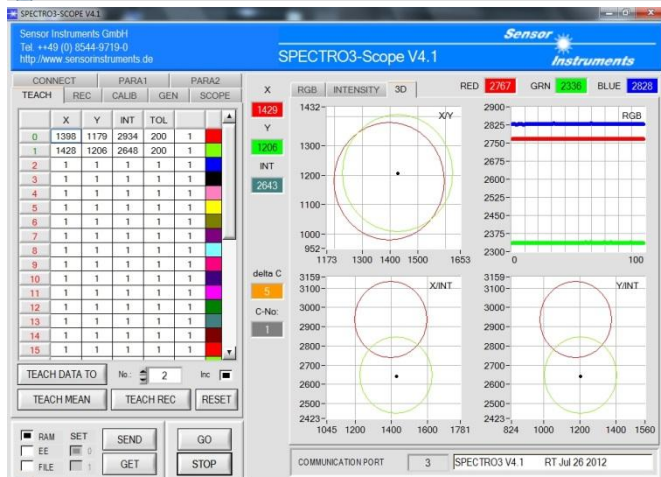 SPECTRO3-SCOPE V4.1
Sensor Instruments GmbH
Tel. ++49 (0) 8544-9719-0
http://www.sensorinstruments.de
SPECTRO3-Scope V4.1
Sensor
Instruments
CONNECT PARA1 PARA2
TEACH REC CALIB GEN SCOPE
X Y INT TOL
0 1398 1179 2934 200 1
1 1428 1206 2648 200 1
2 1 1 1 1 1
3 1 1 1 1 1
4 1 1 1 1 1
5 1 1 1 1 1
6 1 1 1 1 1
7 1 1 1 1 1
8 1 1 1 1 1
9 1 1 1 1 1
10 1 1 1 1 1
11 1 1 1 1 1
12 1 1 1 1 1
13 1 1 1 1 1
14 1 1 1 1 1
15 1 1 1 1 1
TEACH DATA TO No.: 2 Inc
TEACH MEAN TEACH REC RESET
RAM SET SEND GO
EE 0
FILE 1 GET STOP
X
1429
Y
1206
INT
2643
delta C
5
C-No:
1
RGB INTENSITY 3D
RED 2767 GRN 2336 BLUE 2828
X/Y
1432
1300
1200
1100
1000
952
1173 1300 1400 1500 1653
RGB
2900
2825
2750
2675
2600
2525
2450
2375
2300
0 100
X/INT
3159
3100
3000
2900
2800
2700
2600
2500
2423
1045 1200 1400 1600 1781
Y/INT
3159
3100
3000
2900
2800
2700
2600
2500
2423
824 1000 1200 1400 1560
COMMUNICATION PORT 3 SPECTRO3 V4.1 RT Jul 26 2012